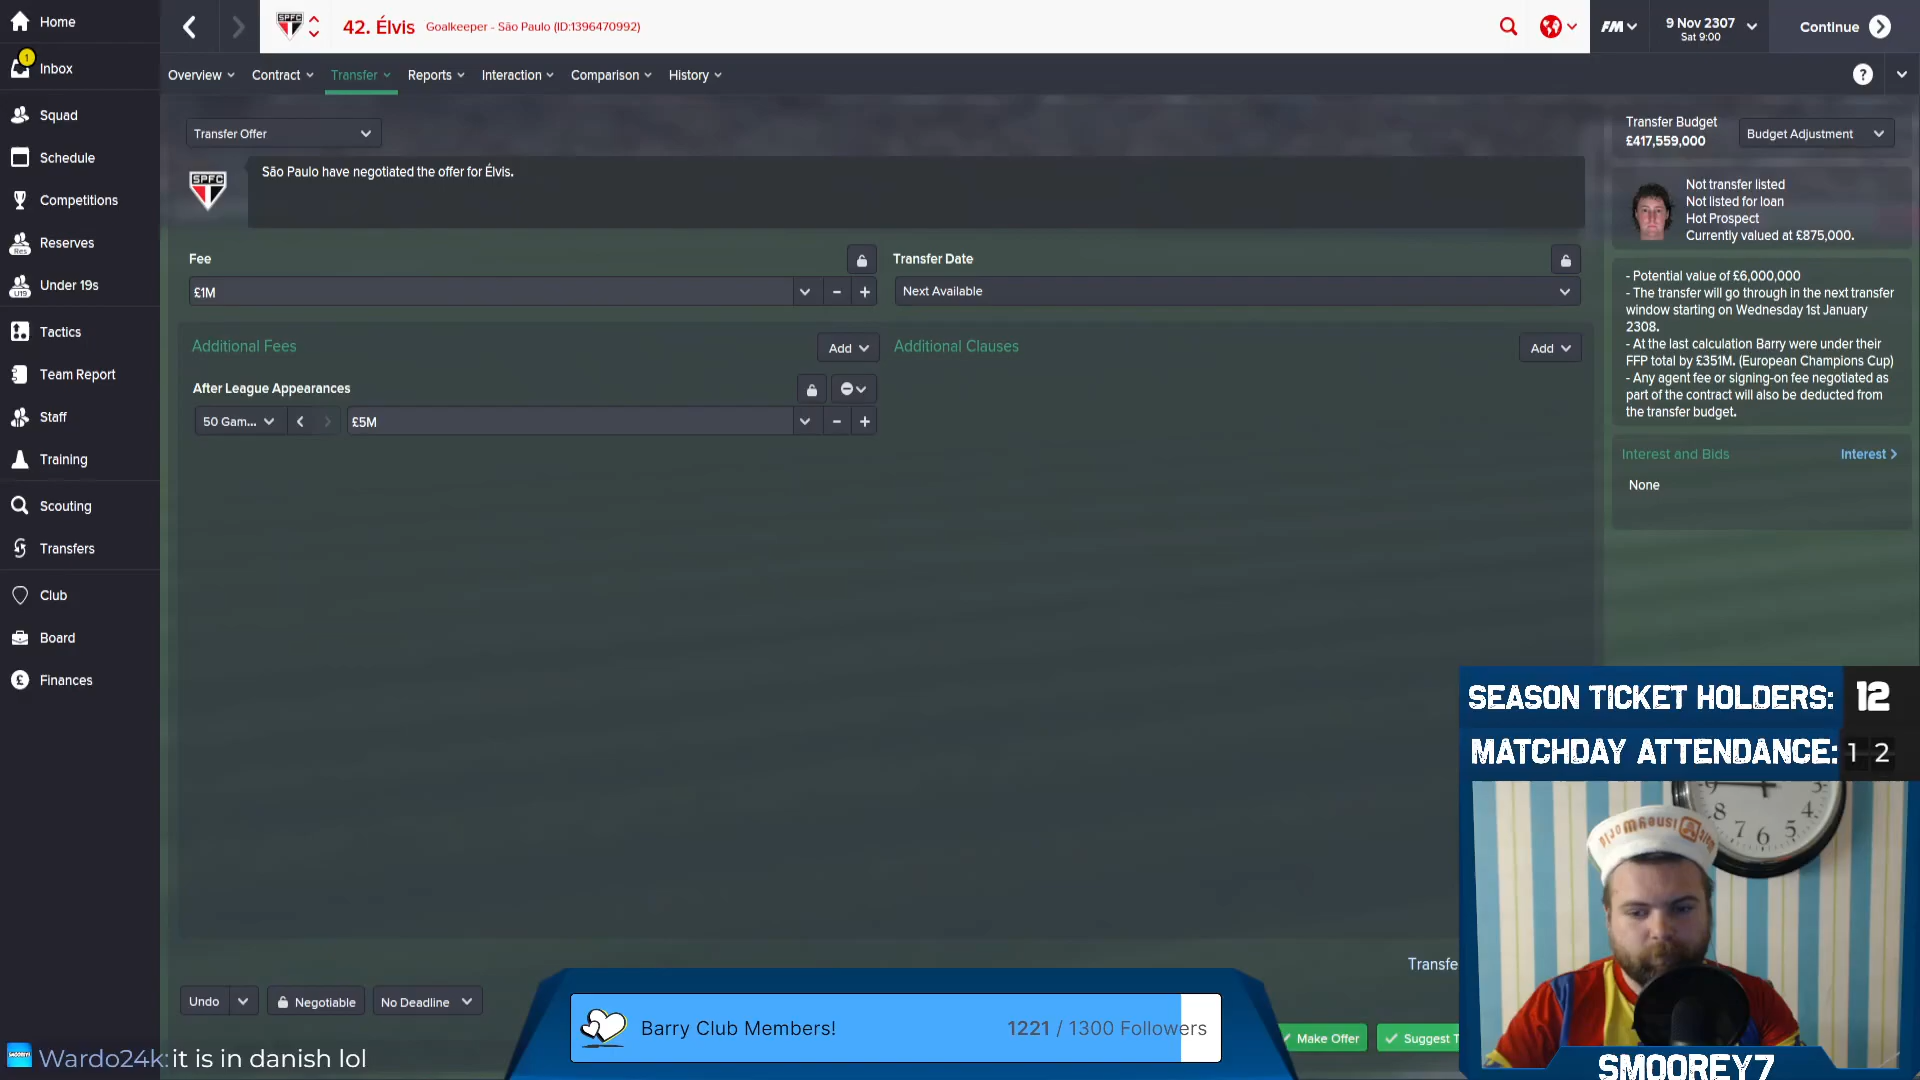 Home
Inbox
1
Squad
Schedule
Competitions
Reserves
Under 19s
Tactics
Team Report
Staff
Training
Scouting
Transfers
Club
Board
Finances
SPFC
42. Élvis
Goalkeeper - São Paulo (ID:1396470992)
FM
9 Nov 2307
Sat 9:00
Continue
Overview
Contract
Transfer
Reports
Interaction
Comparison
History
?
Transfer Offer
Transfer Budget
£417,559,000
Budget Adjustment
SPFC
São Paulo have negotiated the offer for Élvis.
Not transfer listed
Not listed for loan
Hot Prospect
Currently valued at £875,000.
Fee
£1M
Transfer Date
Next Available
Additional Fees
Add
Additional Clauses
Add
After League Appearances
50 Gam...
£5M
- Potential value of £6,000,000
- The transfer will go through in the next transfer
window starting on Wednesday 1st January
2308.
- At the last calculation Barry were under their
FFP total by £351M. (European Champions Cup)
- Any agent fee or signing-on fee negotiated as
part of the contract will also be deducted from
the transfer budget.
Interest and Bids
Interest
None
SEASON TICKET HOLDERS: 12
MATCHDAY ATTENDANCE: 12
Transfe
Undo
Negotiable
No Deadline
Barry Club Members!
1221 / 1300 Followers
Make Offer
Suggest T
Wardo24k: it is in danish lol
SMOOREY7